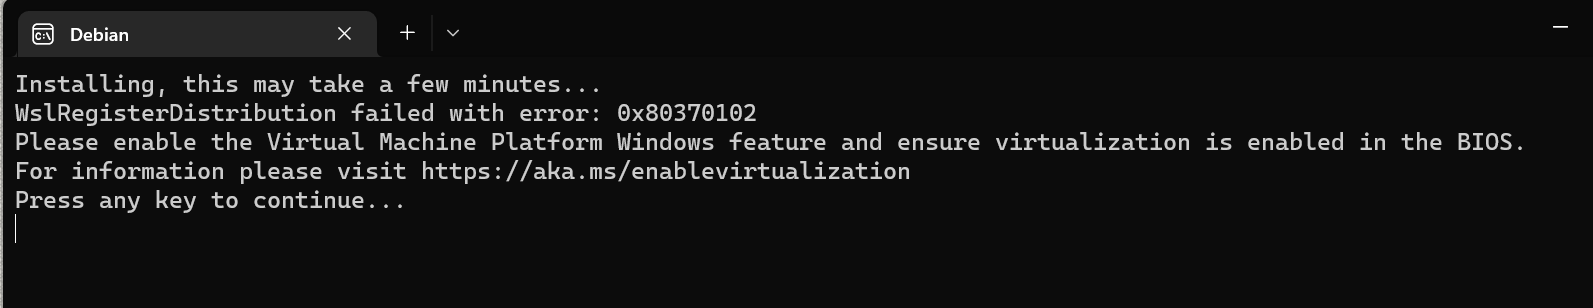 Debian
Installing, this may take a few minutes...
WslRegisterDistribution failed with error: 0x80370102
Please enable the Virtual Machine Platform Windows feature and ensure virtualization is enabled in the BIOS.
For information please visit https://aka.ms/enablevirtualization
Press any key to continue...